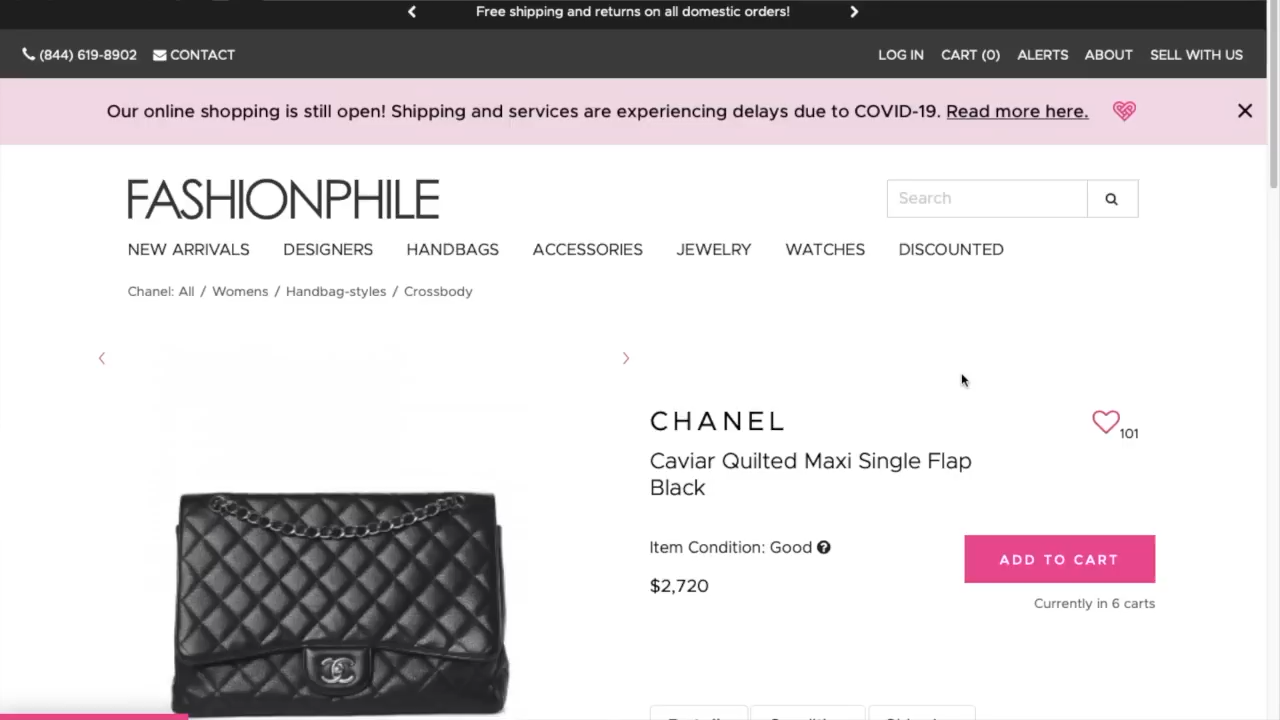 Free shipping and returns on all domestic orders!
(844) 619-8902 CONTACT LOG IN CART (0) ALERTS ABOUT SELL WITH US
Our online shopping is still open! Shipping and services are experiencing delays due to COVID-19. Read more here.
FASHIONPHILE
Search
NEW ARRIVALS DESIGNERS HANDBAGS ACCESSORIES JEWELRY WATCHES DISCOUNTED
Chanel: All / Womens / Handbag-styles / Crossbody
CHANEL
101
Caviar Quilted Maxi Single Flap
Black
Item Condition: Good
ADD TO CART
$2,720
Currently in 6 carts